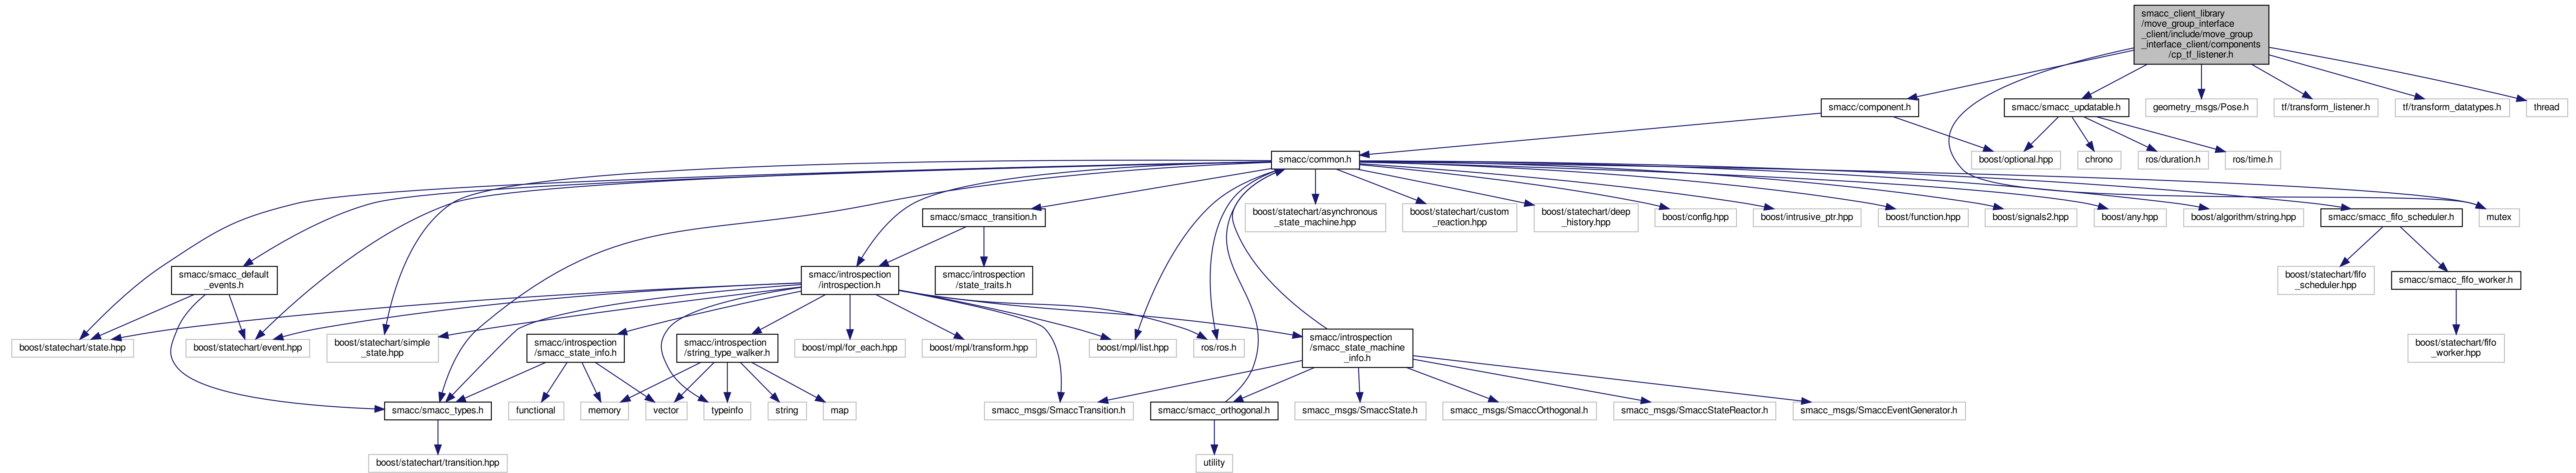 smacc_client_library
/move_group_interface
_client/include/move_group
_interface_client/components
/cp_tf_listener.h
smacc/component.h
smacc/smacc_updatable.h
geometry_msgs/Pose.h
tf/transform_listener.h
tf/transform_datatypes.h
thread
smacc/common.h
boost/optional.hpp
chrono
ros/duration.h
ros/time.h
smacc/smacc_transition.h
boost/statechart/asynchronous
_state_machine.hpp
boost/statechart/custom
_reaction.hpp
boost/statechart/deep
_history.hpp
boost/config.hpp
boost/intrusive_ptr.hpp
boost/function.hpp
boost/signals2.hpp
boost/any.hpp
boost/algorithm/string.hpp
smacc/smacc_fifo_scheduler.h
mutex
smacc/smacc_default
_events.h
smacc/introspection
/introspection.h
smacc/introspection
/state_traits.h
boost/statechart/fifo
_scheduler.hpp
smacc/smacc_fifo_worker.h
boost/statechart/state.hpp
boost/statechart/event.hpp
boost/statechart/simple
_state.hpp
smacc/introspection
/smacc_state_info.h
smacc/introspection
/string_type_walker.h
boost/mpl/for_each.hpp
boost/mpl/transform.hpp
boost/mpl/list.hpp
ros/ros.h
smacc/introspection
/smacc_state_machine
_info.h
boost/statechart/fifo
_worker.hpp
smacc/smacc_types.h
functional
memory
vector
typeinfo
string
map
smacc_msgs/SmaccTransition.h
smacc/smacc_orthogonal.h
smacc_msgs/SmaccState.h
smacc_msgs/SmaccOrthogonal.h
smacc_msgs/SmaccStateReactor.h
smacc_msgs/SmaccEventGenerator.h
boost/statechart/transition.hpp
utility